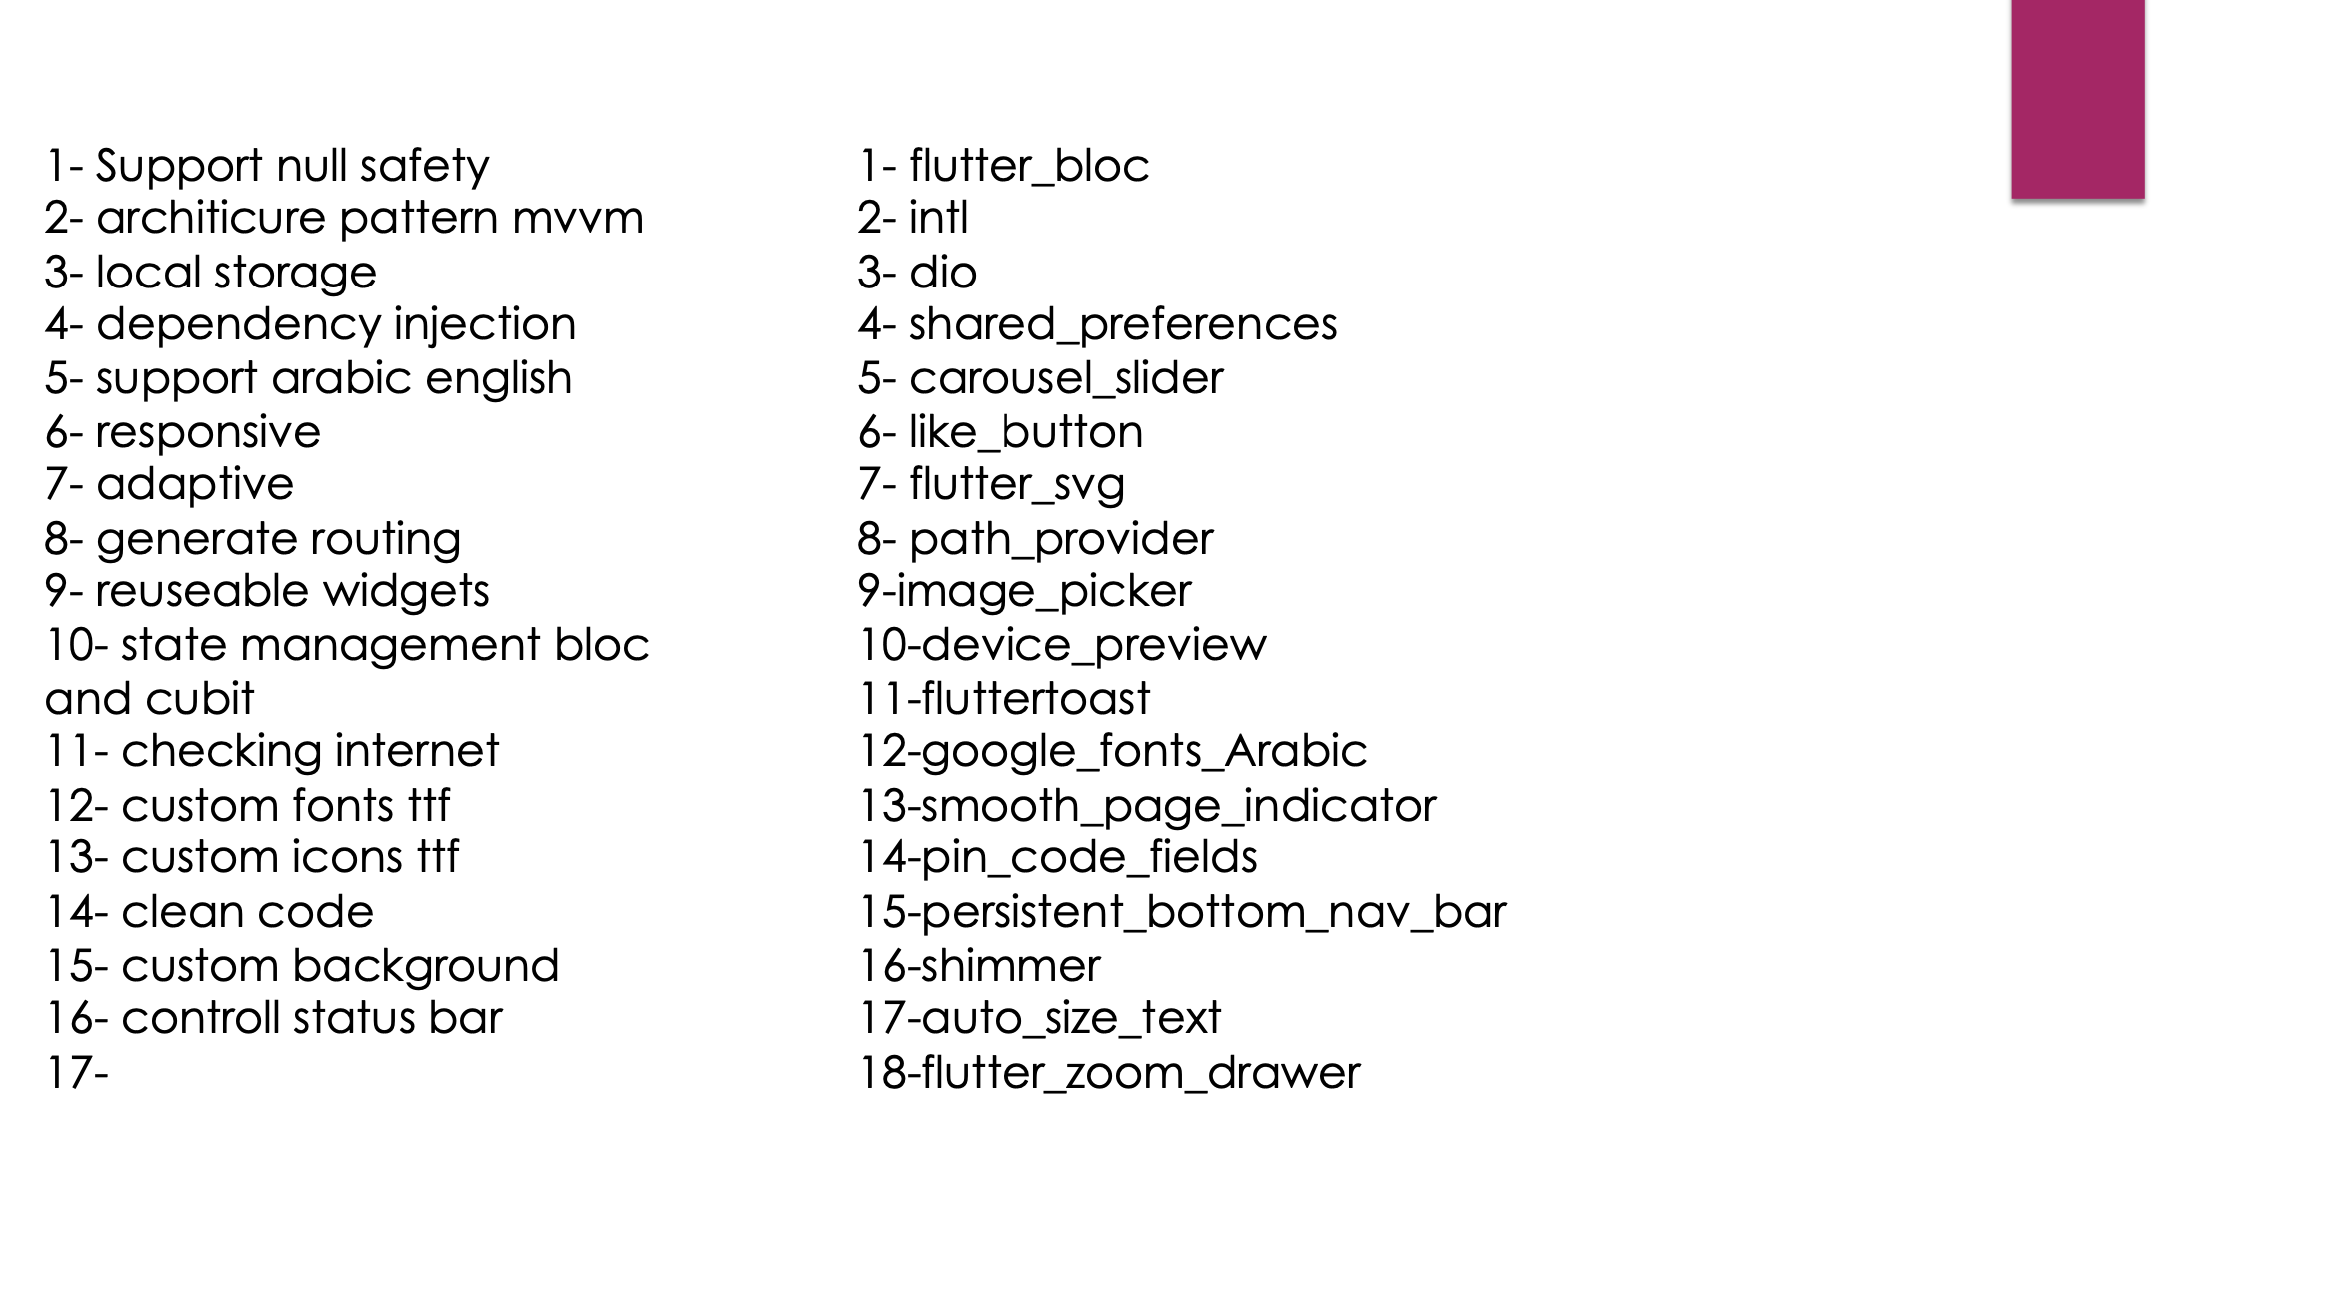 1- Support null safety
2- architicure pattern mvvm
3- local storage
4- dependency injection
5- support arabic english
6- responsive
7- adaptive
8- generate routing
9- reuseable widgets
10- state management bloc
and cubit
11- checking internet
12- custom fonts ttf
13- custom icons ttf
14- clean code
15- custom background
16- controll status bar
17-
1- flutter_bloc
2- intl
3- dio
4- shared_preferences
5- carousel_slider
6- like_button
7- flutter_svg
8- path_provider
9-image_picker
10-device_preview
11-fluttertoast
12-google_fonts_Arabic
13-smooth_page_indicator
14-pin_code_fields
15-persistent_bottom_nav_bar
16-shimmer
17-auto_size_text
18-flutter_zoom_drawer